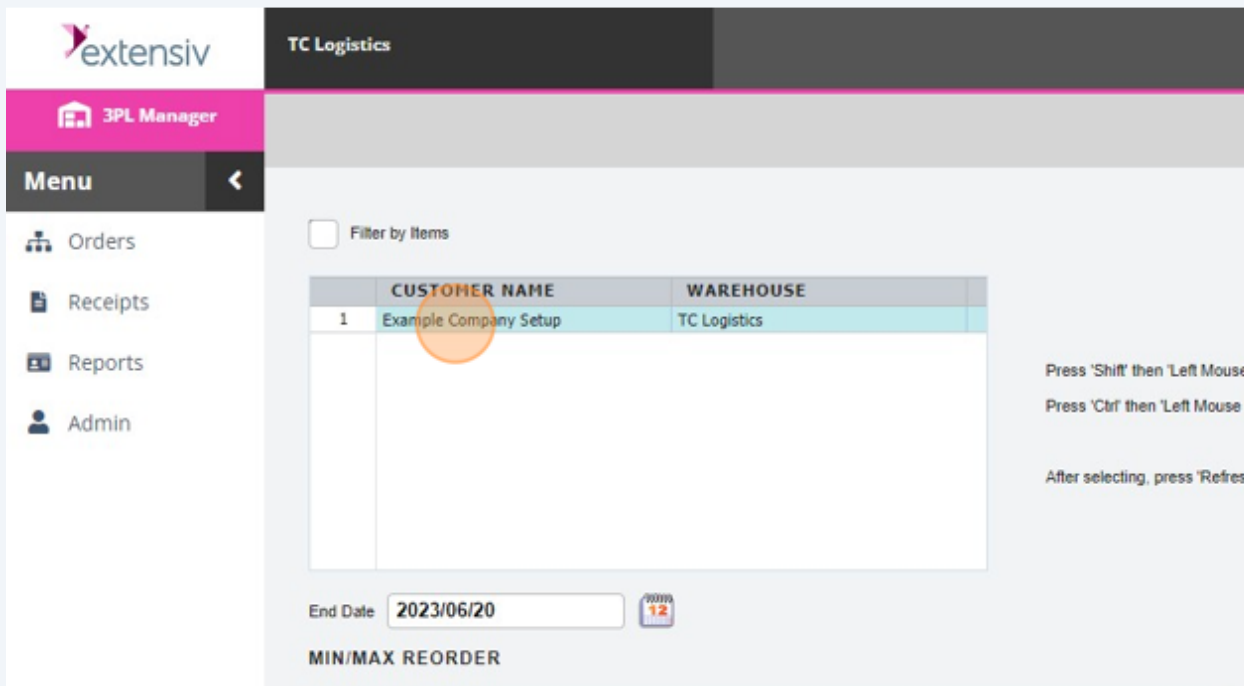 extensiv
TC Logistics
3PL Manager
Menu
Orders
Receipts
Reports
Admin
Filter by Items
CUSTOMER NAME WAREHOUSE
1 Example Company Setup TC Logistics
Press 'Shift' then 'Left Mouse
Press 'Ctrl' then 'Left Mouse
After selecting, press 'Refres
End Date 2023/06/20 12
MIN/MAX REORDER